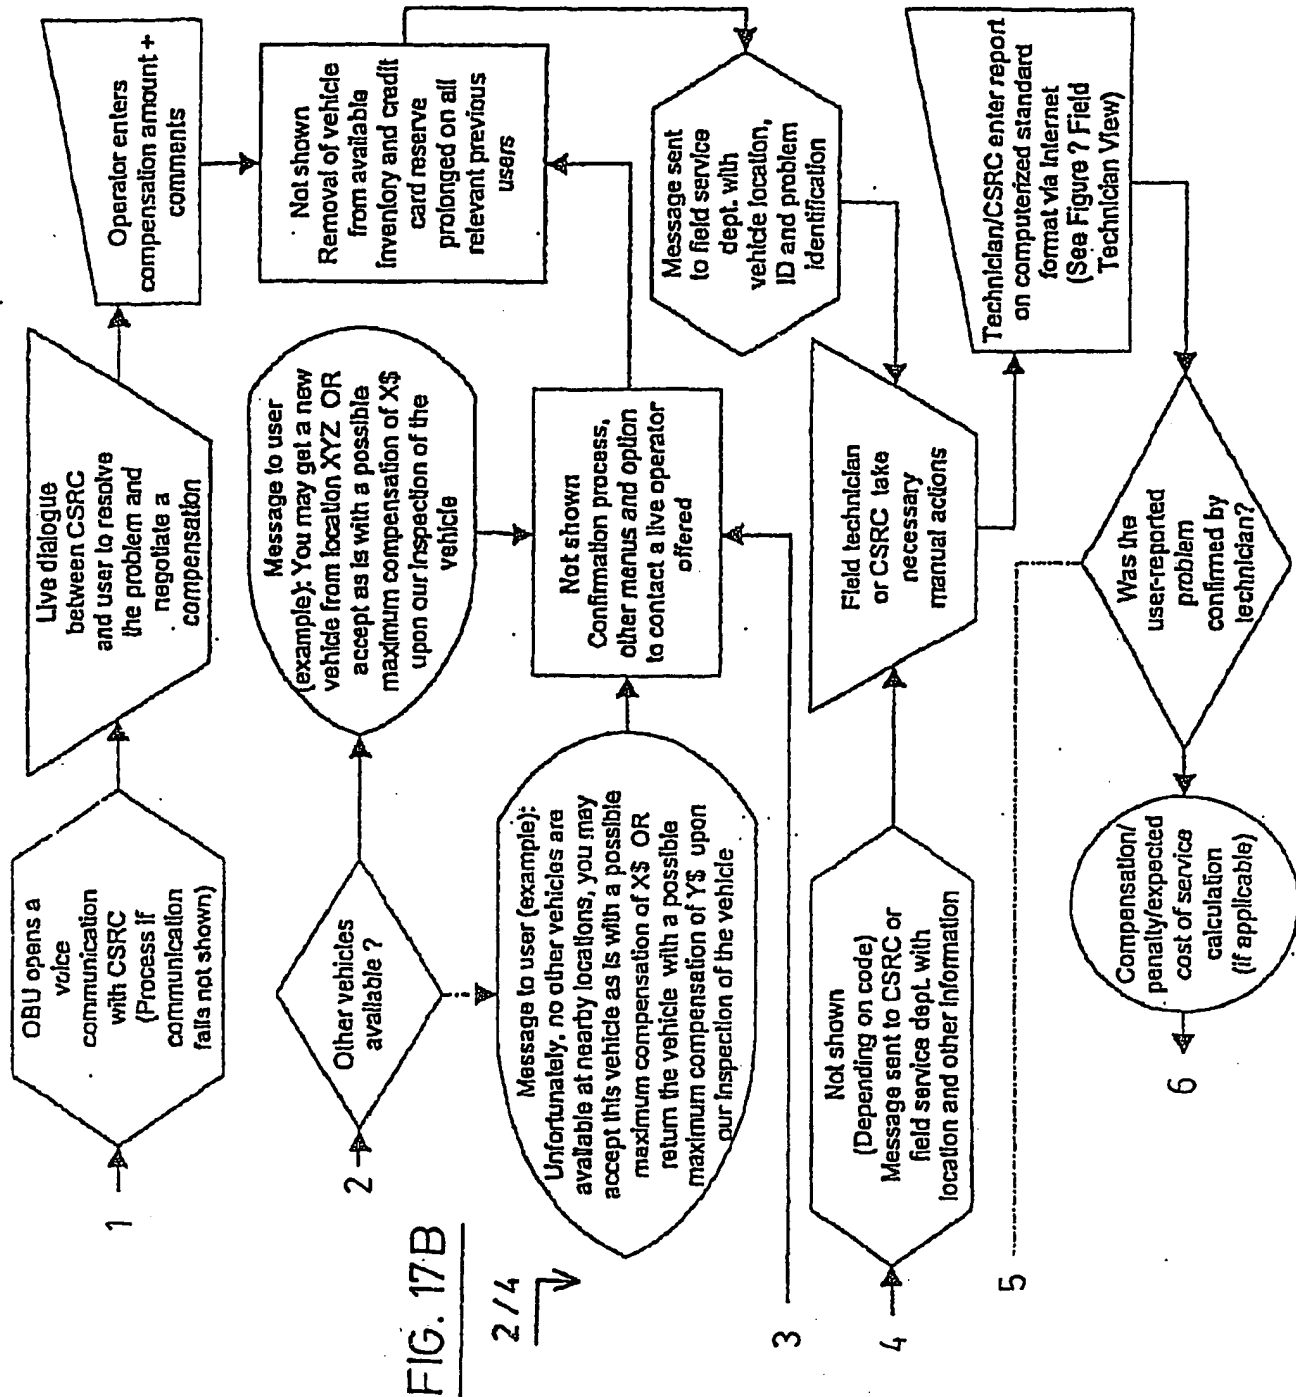 FIG. 17B
2/4
1
OBU opens a
voice
communication
with CSRC
(Process if
communication
fails not shown)
Live dialogue
between CSRC
and user to resolve
the problem and
negotiate a
compensation
Operator enters
compensation amount +
comments
2
Other vehicles
available ?
Message to user
(example): You may get a new
vehicle from location XYZ OR
accept as is with a possible
maximum compensation of X$
upon our inspection of the
vehicle
Not shown
Removal of vehicle
from available
inventory and credit
card reserve
prolonged on all
relevant previous
users
Message to user (example):
Unfortunately, no other vehicles are
available at nearby locations, you may
accept this vehicle as is with a possible
maximum compensation of X$ OR
return the vehicle with a possible
maximum compensation of Y$ upon
our inspection of the vehicle
Not shown
Confirmation process,
other menus and option
to contact a live operator
offered
Message sent
to field service
dept. with
vehicle location,
ID and problem
identification
3
4
Not shown
(Depending on code)
Message sent to CSRC or
field service dept. with
location and other information
Field technician
or CSRC take
necessary
manual actions
Technician/CSRC enter report
on computerized standard
format via Internet
(See Figure ? Field
Technician View)
5
6
Compensation/
penalty/expected
cost of service
calculation
(if applicable)
Was the
user-reported
problem
confirmed by
technician?